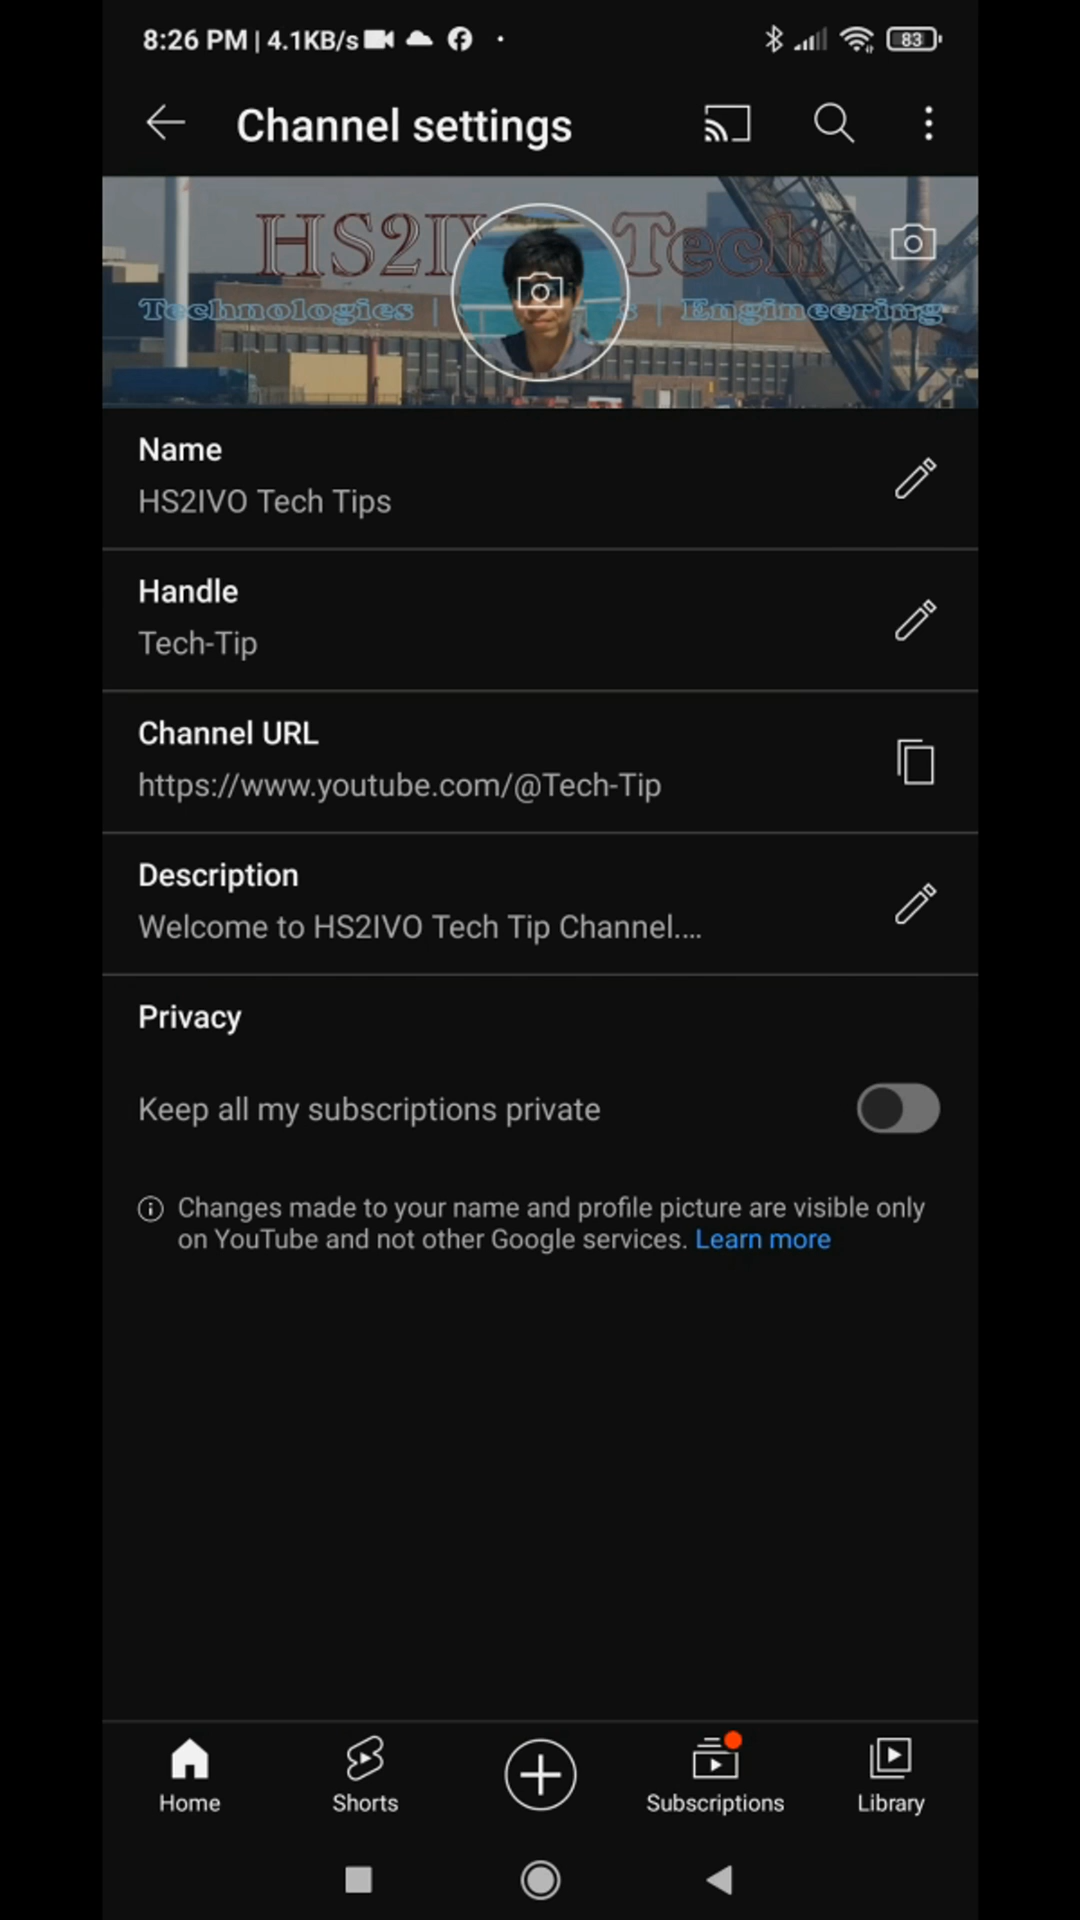 8:26 PM | 4.1KB/s
83
Channel settings
HS2IV Tech
Technologies | s | Engineering
Name
HS2IVO Tech Tips
Handle
Tech-Tip
Channel URL
https://www.youtube.com/@Tech-Tip
Description
Welcome to HS2IVO Tech Tip Channel....
Privacy
Keep all my subscriptions private
Changes made to your name and profile picture are visible only
on YouTube and not other Google services. Learn more
Home
Shorts
Subscriptions
Library